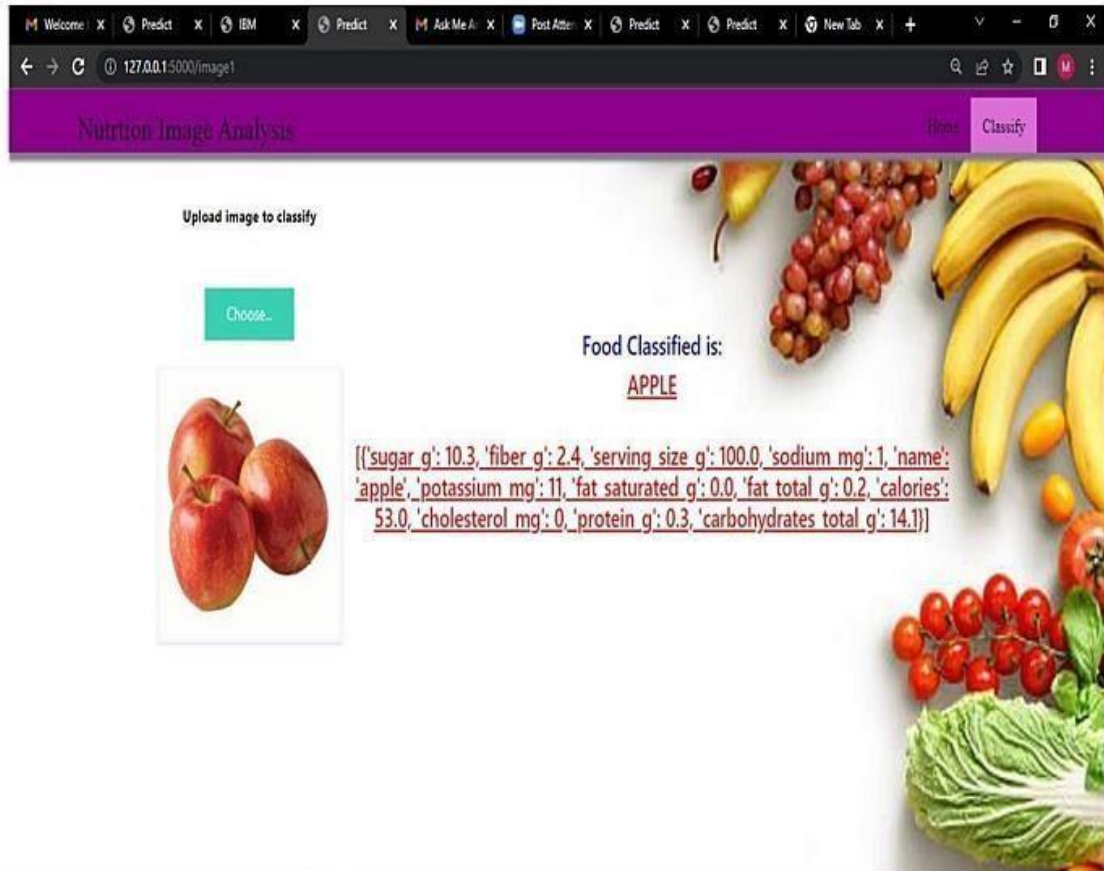 Welcome
Predict
IBM
Predict
Ask Me A
Post Atten
Predict
Predict
New Tab
127.0.0.1:5000/image1
M
Nutrtion Image Analysis
Home
Classify
Upload image to classify
Choose...
Food Classified is:
APPLE
[{'sugar_g': 10.3, 'fiber_g': 2.4, 'serving_size_g': 100.0, 'sodium_mg': 1, 'name':
'apple', 'potassium_mg': 11, 'fat_saturated_g': 0.0, 'fat_total_g': 0.2, 'calories':
53.0, 'cholesterol_mg': 0, 'protein_g': 0.3, 'carbohydrates_total_g': 14.1}]